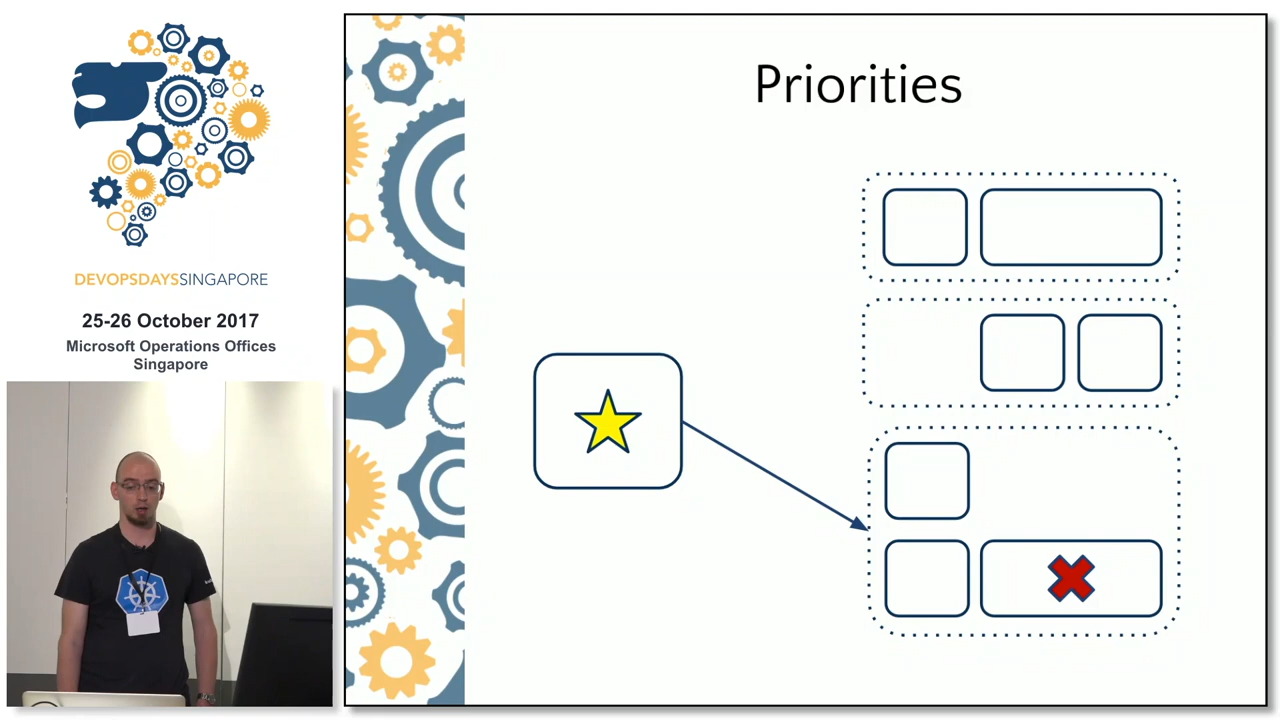 DEVOPSDAYSSINGAPORE
25-26 October 2017
Microsoft Operations Offices
Singapore
Priorities